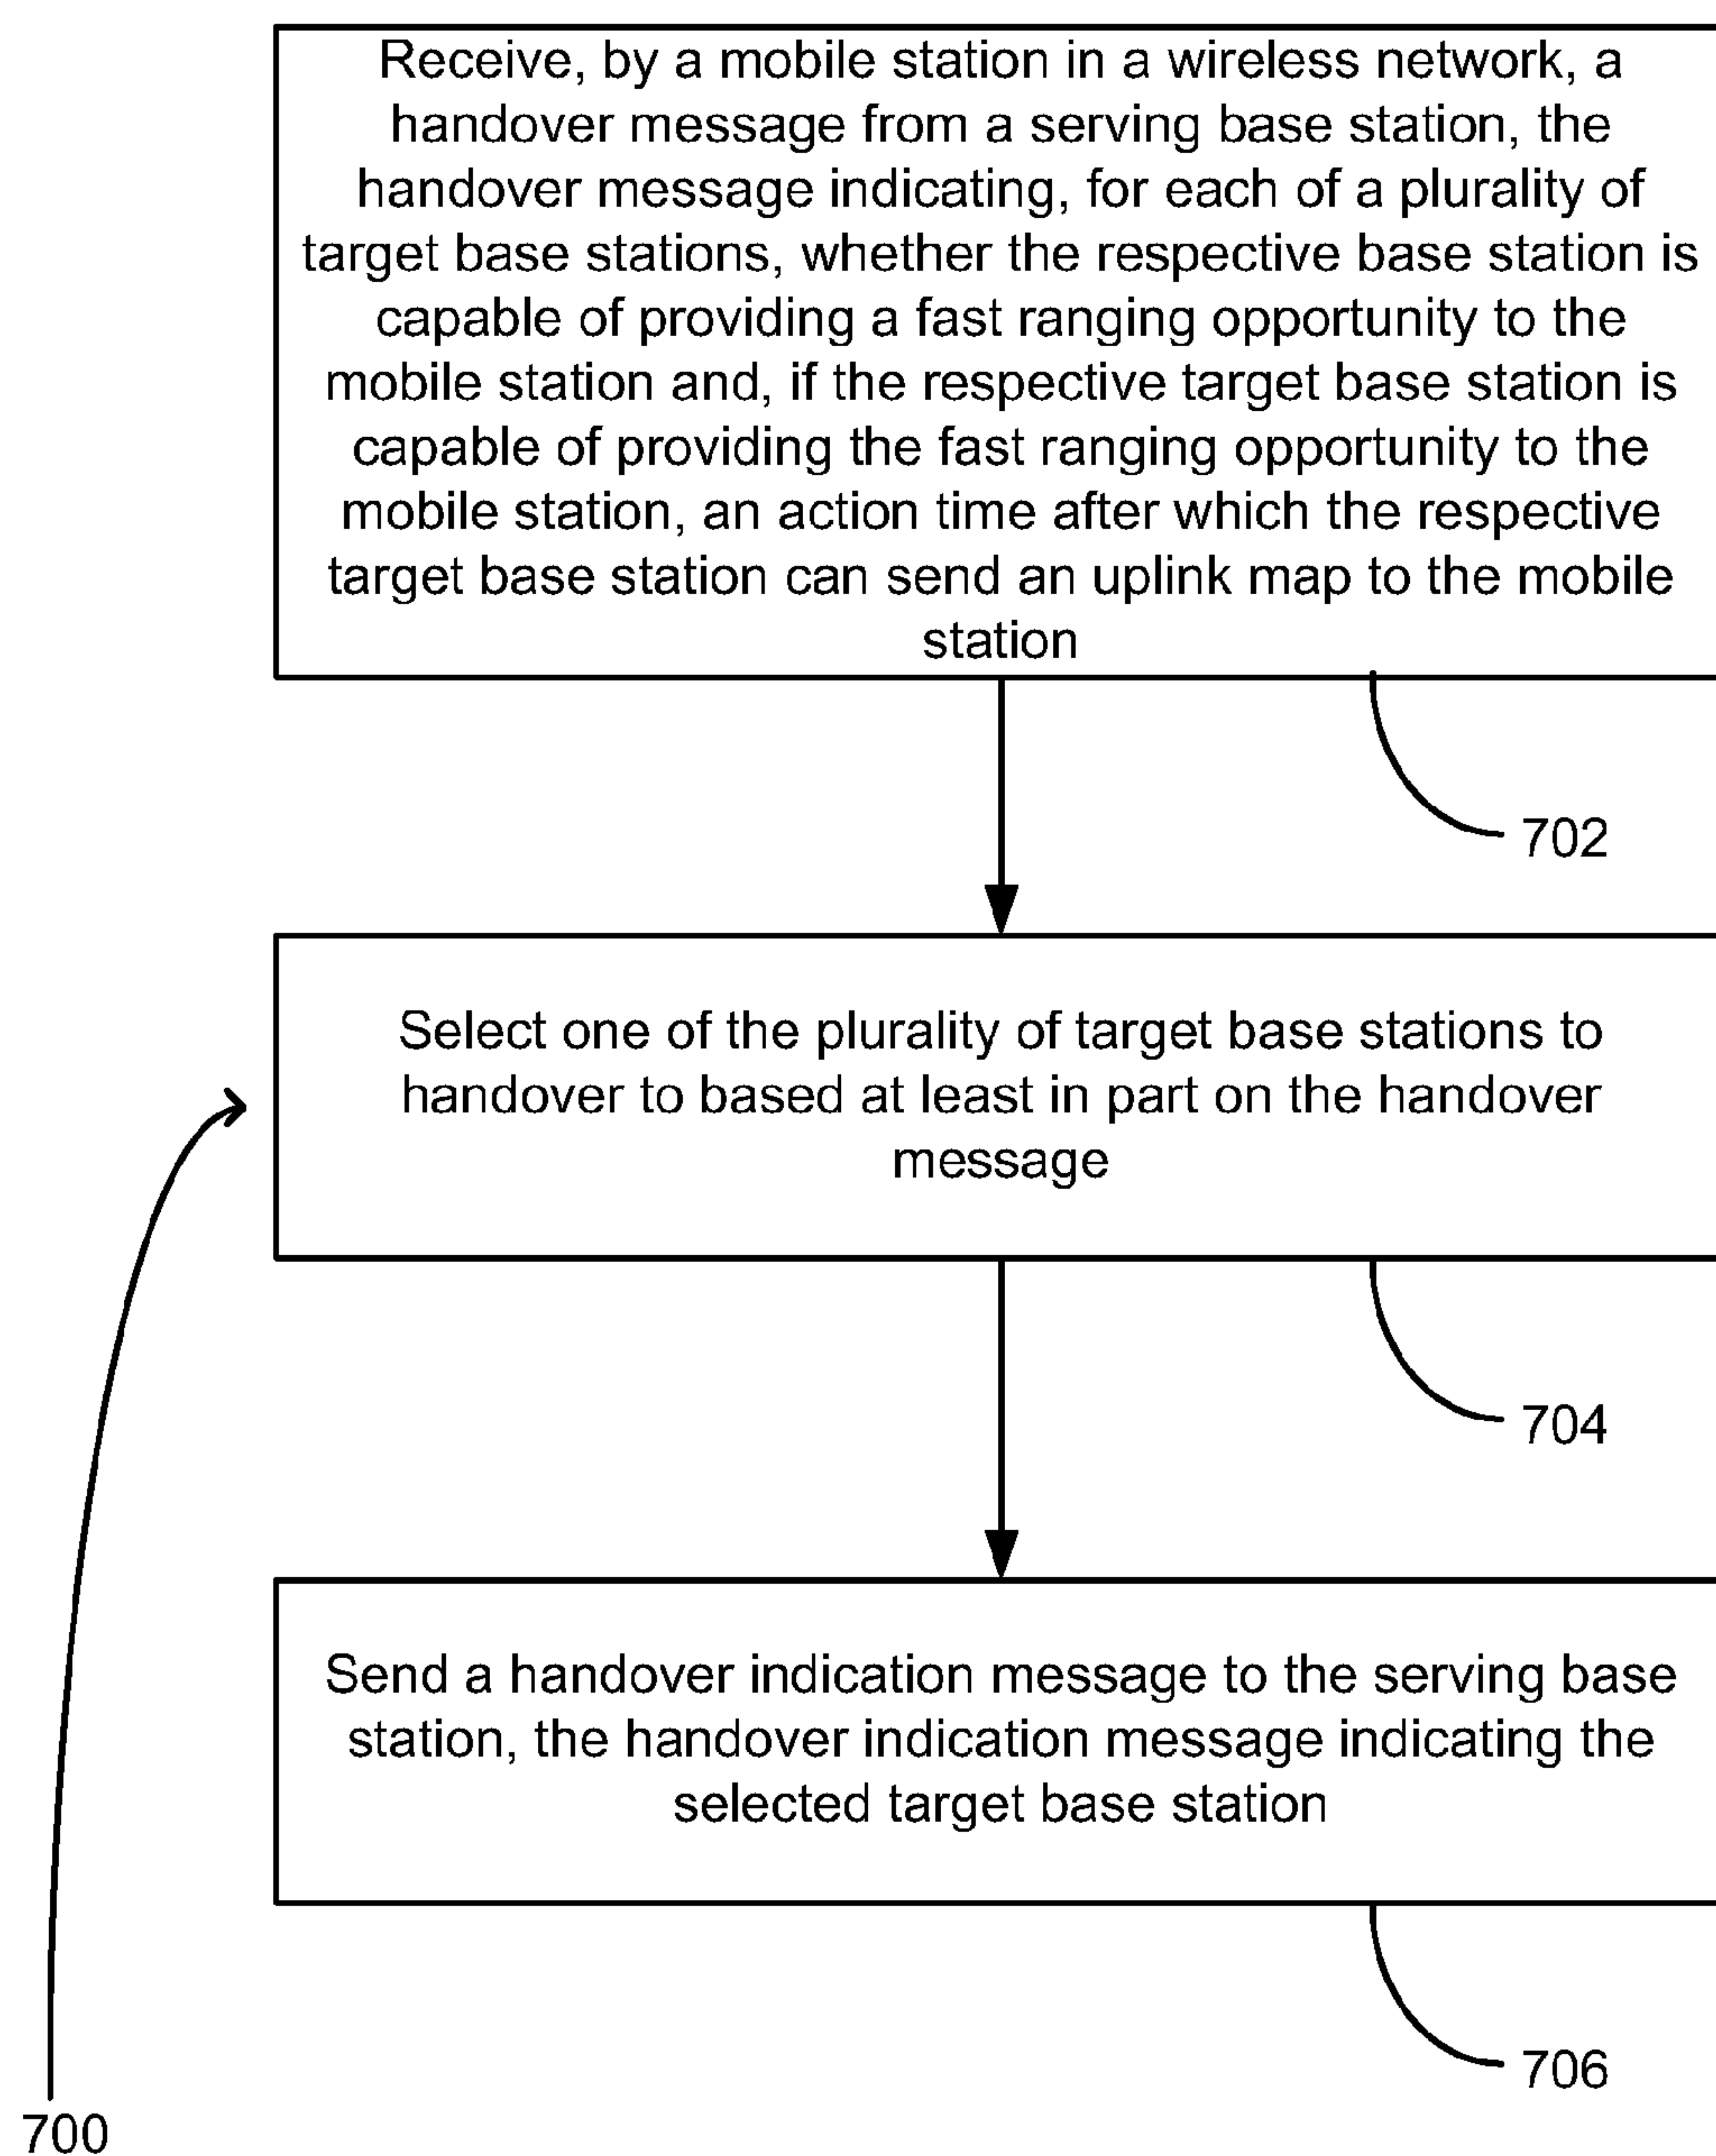 Receive, by a mobile station in a wireless network, a
handover message from a serving base station, the
handover message indicating, for each of a plurality of
target base stations, whether the respective base station is
capable of providing a fast ranging opportunity to the
mobile station and, if the respective target base station is
capable of providing the fast ranging opportunity to the
mobile station, an action time after which the respective
target base station can send an uplink map to the mobile
station
702
Select one of the plurality of target base stations to
handover to based at least in part on the handover
message
704
Send a handover indication message to the serving base
station, the handover indication message indicating the
selected target base station
706
700